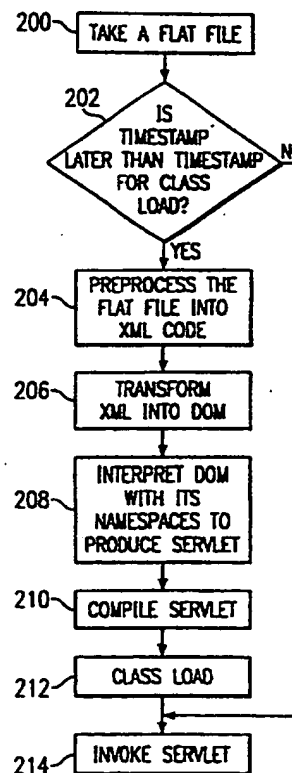 200
TAKE A FLAT FILE
202
IS
TIMESTAMP
LATER THAN TIMESTAMP
FOR CLASS
LOAD?
N
YES
204
PREPROCESS THE
FLAT FILE INTO
XML CODE
206
TRANSFORM
XML INTO DOM
208
INTERPRET DOM
WITH ITS
NAMESPACES TO
PRODUCE SERVLET
210
COMPILE SERVLET
212
CLASS LOAD
214
INVOKE SERVLET